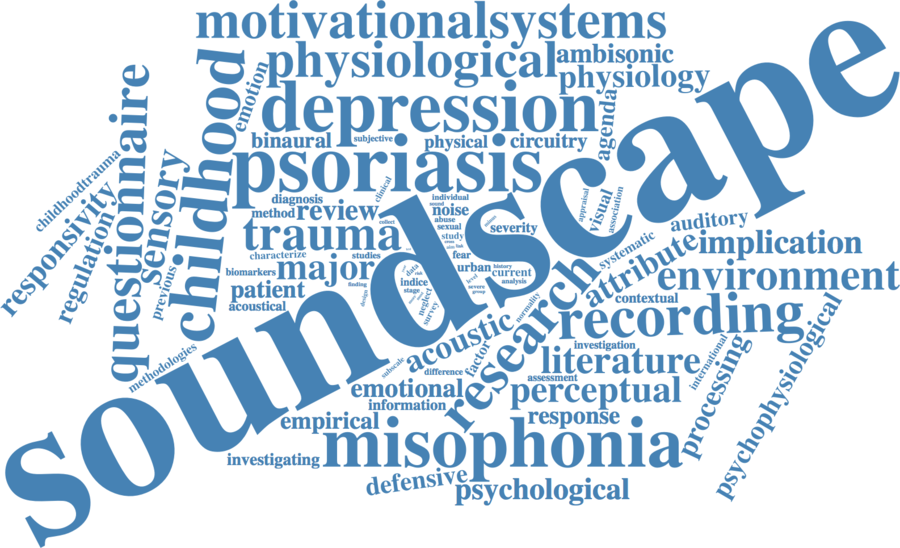 motivationalsystems
physiological
ambisonic
physiology
depression
emotion
agenda
binaural
subjective
physical
circuitry
psoriasis
childhood
questionnaire
sensory
childhoodtrauma
responsivity
regulation
previous
clinical
diagnosis
individual
method
review
noise
abuse
sexual
severity
appraisal
visual
association
auditory
trauma
collect
study
systematic
attribute
implication
characterize
studies
fear
biomarkers
major
data
urban
history
current
environment
patient
finding
indice
stage
severe
analysis
group
acoustical
design
neglect
survey
normality
contextual
soundscape
research
recording
acoustic
methodologies
subscale
difference
factor
investigation
literature
international
processing
psychophysiological
emotional
assessment
perceptual
information
empirical
response
misophonia
investigating
defensive
psychological